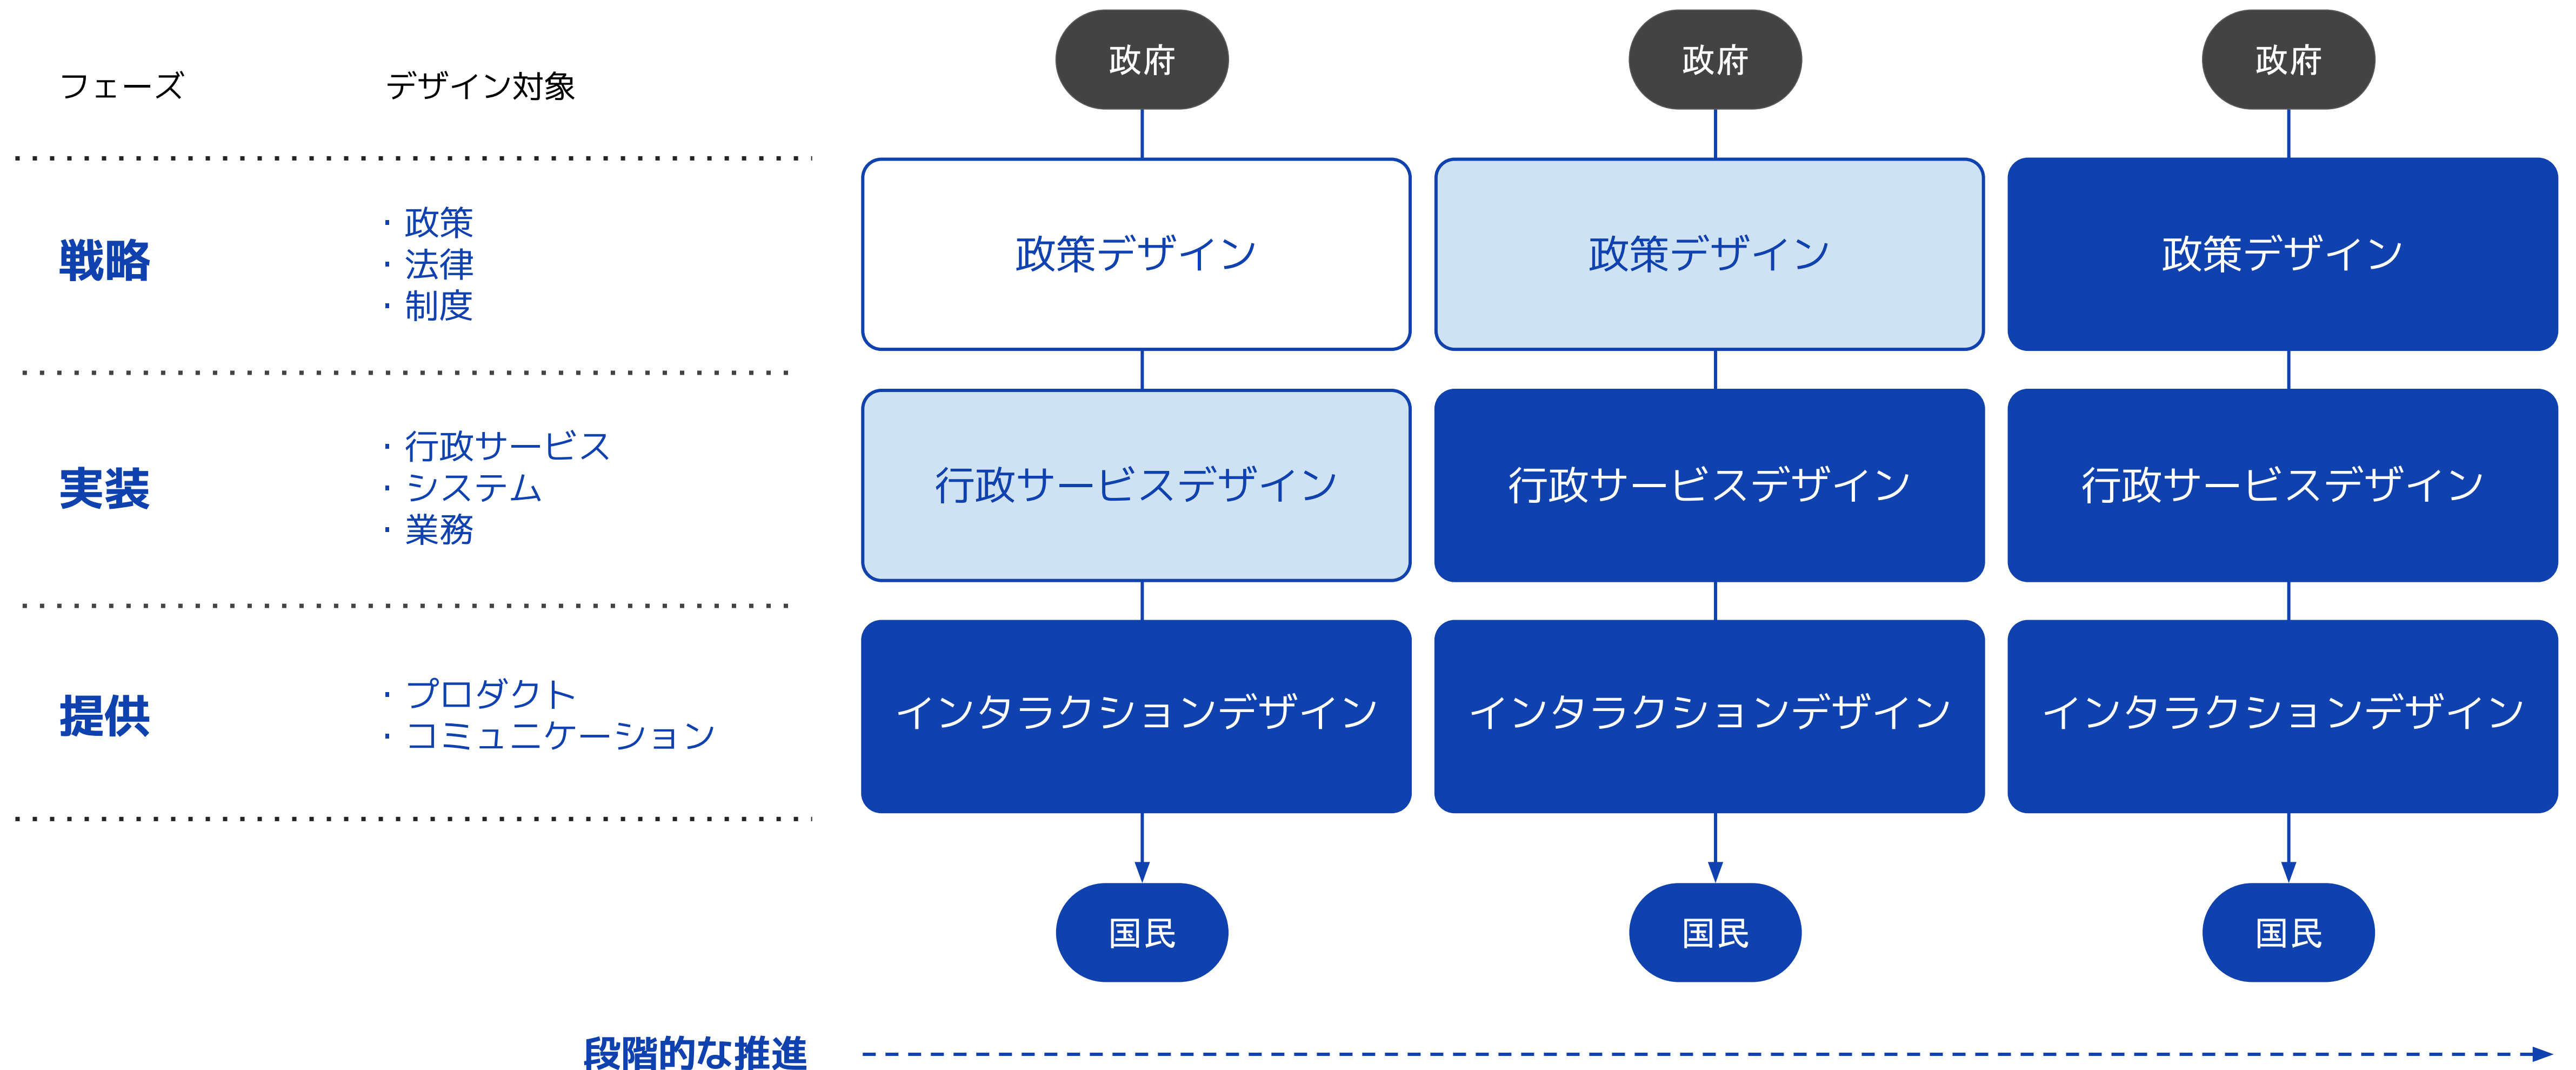 政府
政府
政府
フェーズ
デザイン対象
戦略
・政策
・法律
・制度
政策デザイン
政策デザイン
政策デザイン
実装
・行政サービス
・システム
・業務
行政サービスデザイン
行政サービスデザイン
行政サービスデザイン
提供
・プロダクト
・コミュニケーション
インタラクションデザイン
インタラクションデザイン
インタラクションデザイン
国民
国民
国民
段階的な推進